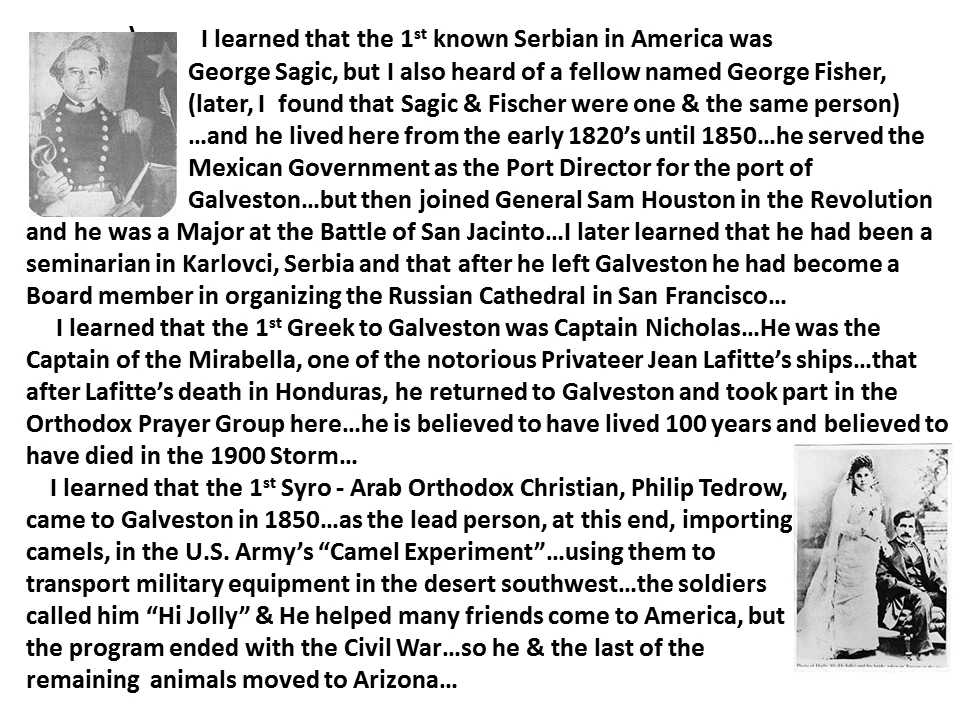 I learned that the 1st known Serbian in America was
George Sagic, but I also heard of a fellow named George Fisher,
(later, I found that Sagic & Fischer were one & the same person)
…and he lived here from the early 1820’s until 1850…he served the
Mexican Government as the Port Director for the port of
Galveston…but then joined General Sam Houston in the Revolution
and he was a Major at the Battle of San Jacinto…I later learned that he had been a
seminarian in Karlovci, Serbia and that after he left Galveston he had become a
Board member in organizing the Russian Cathedral in San Francisco…
I learned that the 1st Greek to Galveston was Captain Nicholas…He was the
Captain of the Mirabella, one of the notorious Privateer Jean Lafitte’s ships…that
after Lafitte’s death in Honduras, he returned to Galveston and took part in the
Orthodox Prayer Group here…he is believed to have lived 100 years and believed to
have died in the 1900 Storm…
I learned that the 1st Syro - Arab Orthodox Christian, Philip Tedrow,
came to Galveston in 1850…as the lead person, at this end, importing
camels, in the U.S. Army’s “Camel Experiment”…using them to
transport military equipment in the desert southwest…the soldiers
called him “Hi Jolly” & He helped many friends come to America, but
the program ended with the Civil War…so he & the last of the
remaining animals moved to Arizona…